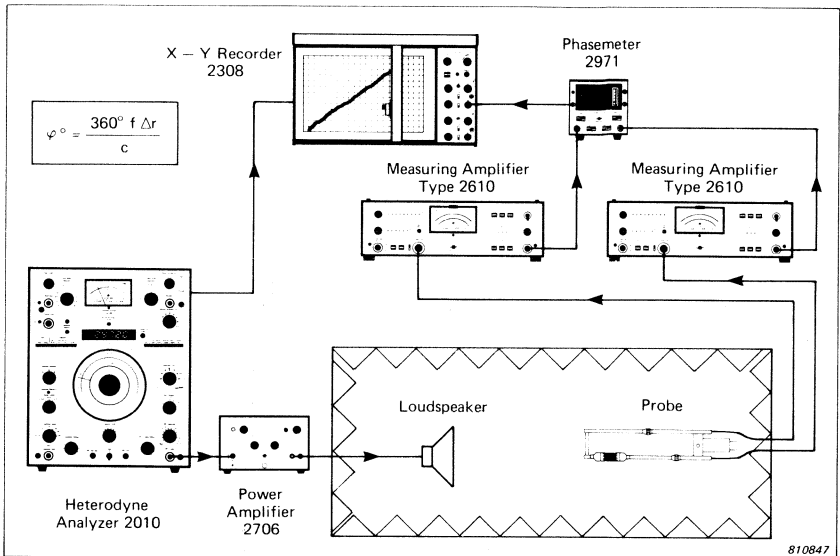 X – Y Recorder
2308
Phasemeter
2971
φ° = 360° f Δr / c
Measuring Amplifier
Type 2610
Measuring Amplifier
Type 2610
Loudspeaker
Probe
Heterodyne
Analyzer 2010
Power
Amplifier
2706
810847